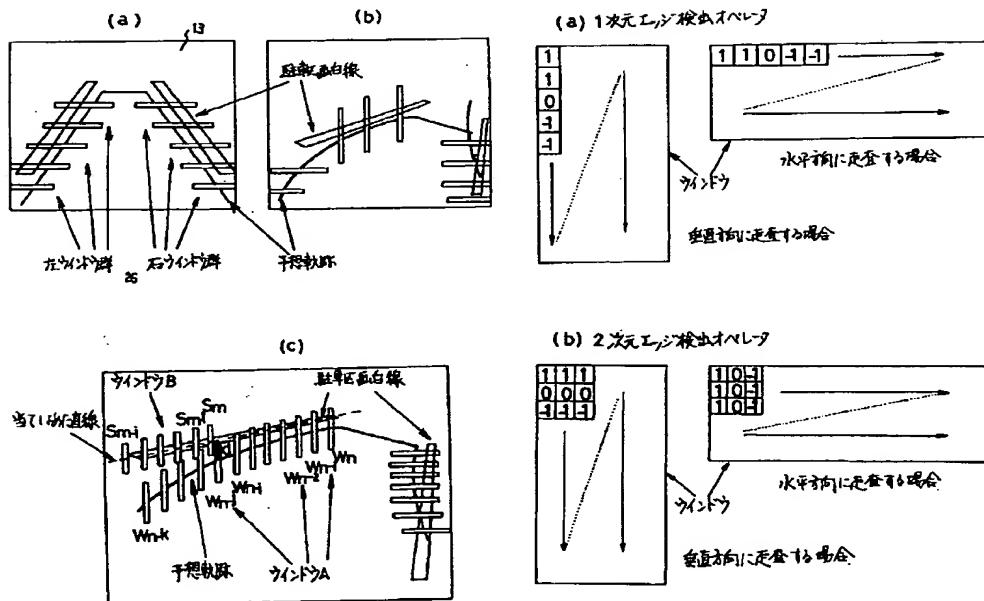 (a)
(b)
13
駐車区画白線
左ウインドウ群
右ウインドウ群
予想軌跡
26
(c)
ウインドウB
駐車区画白線
当てはめた直線
Sm-i
Sm-1
Sm
Wn-k
Wn-j
Wn-i
Wn-2
Wn-1
Wn
予想軌跡
ウインドウA
(a) 1次元エッジ検出オペレータ
1
1
0
-1
-1
1 1 0 -1 -1
ウインドウ
水平方向に走査する場合
垂直方向に走査する場合
(b) 2次元エッジ検出オペレータ
1 1 1
0 0 0
-1 -1 -1
1 0 -1
1 0 -1
1 0 -1
ウインドウ
水平方向に走査する場合
垂直方向に走査する場合